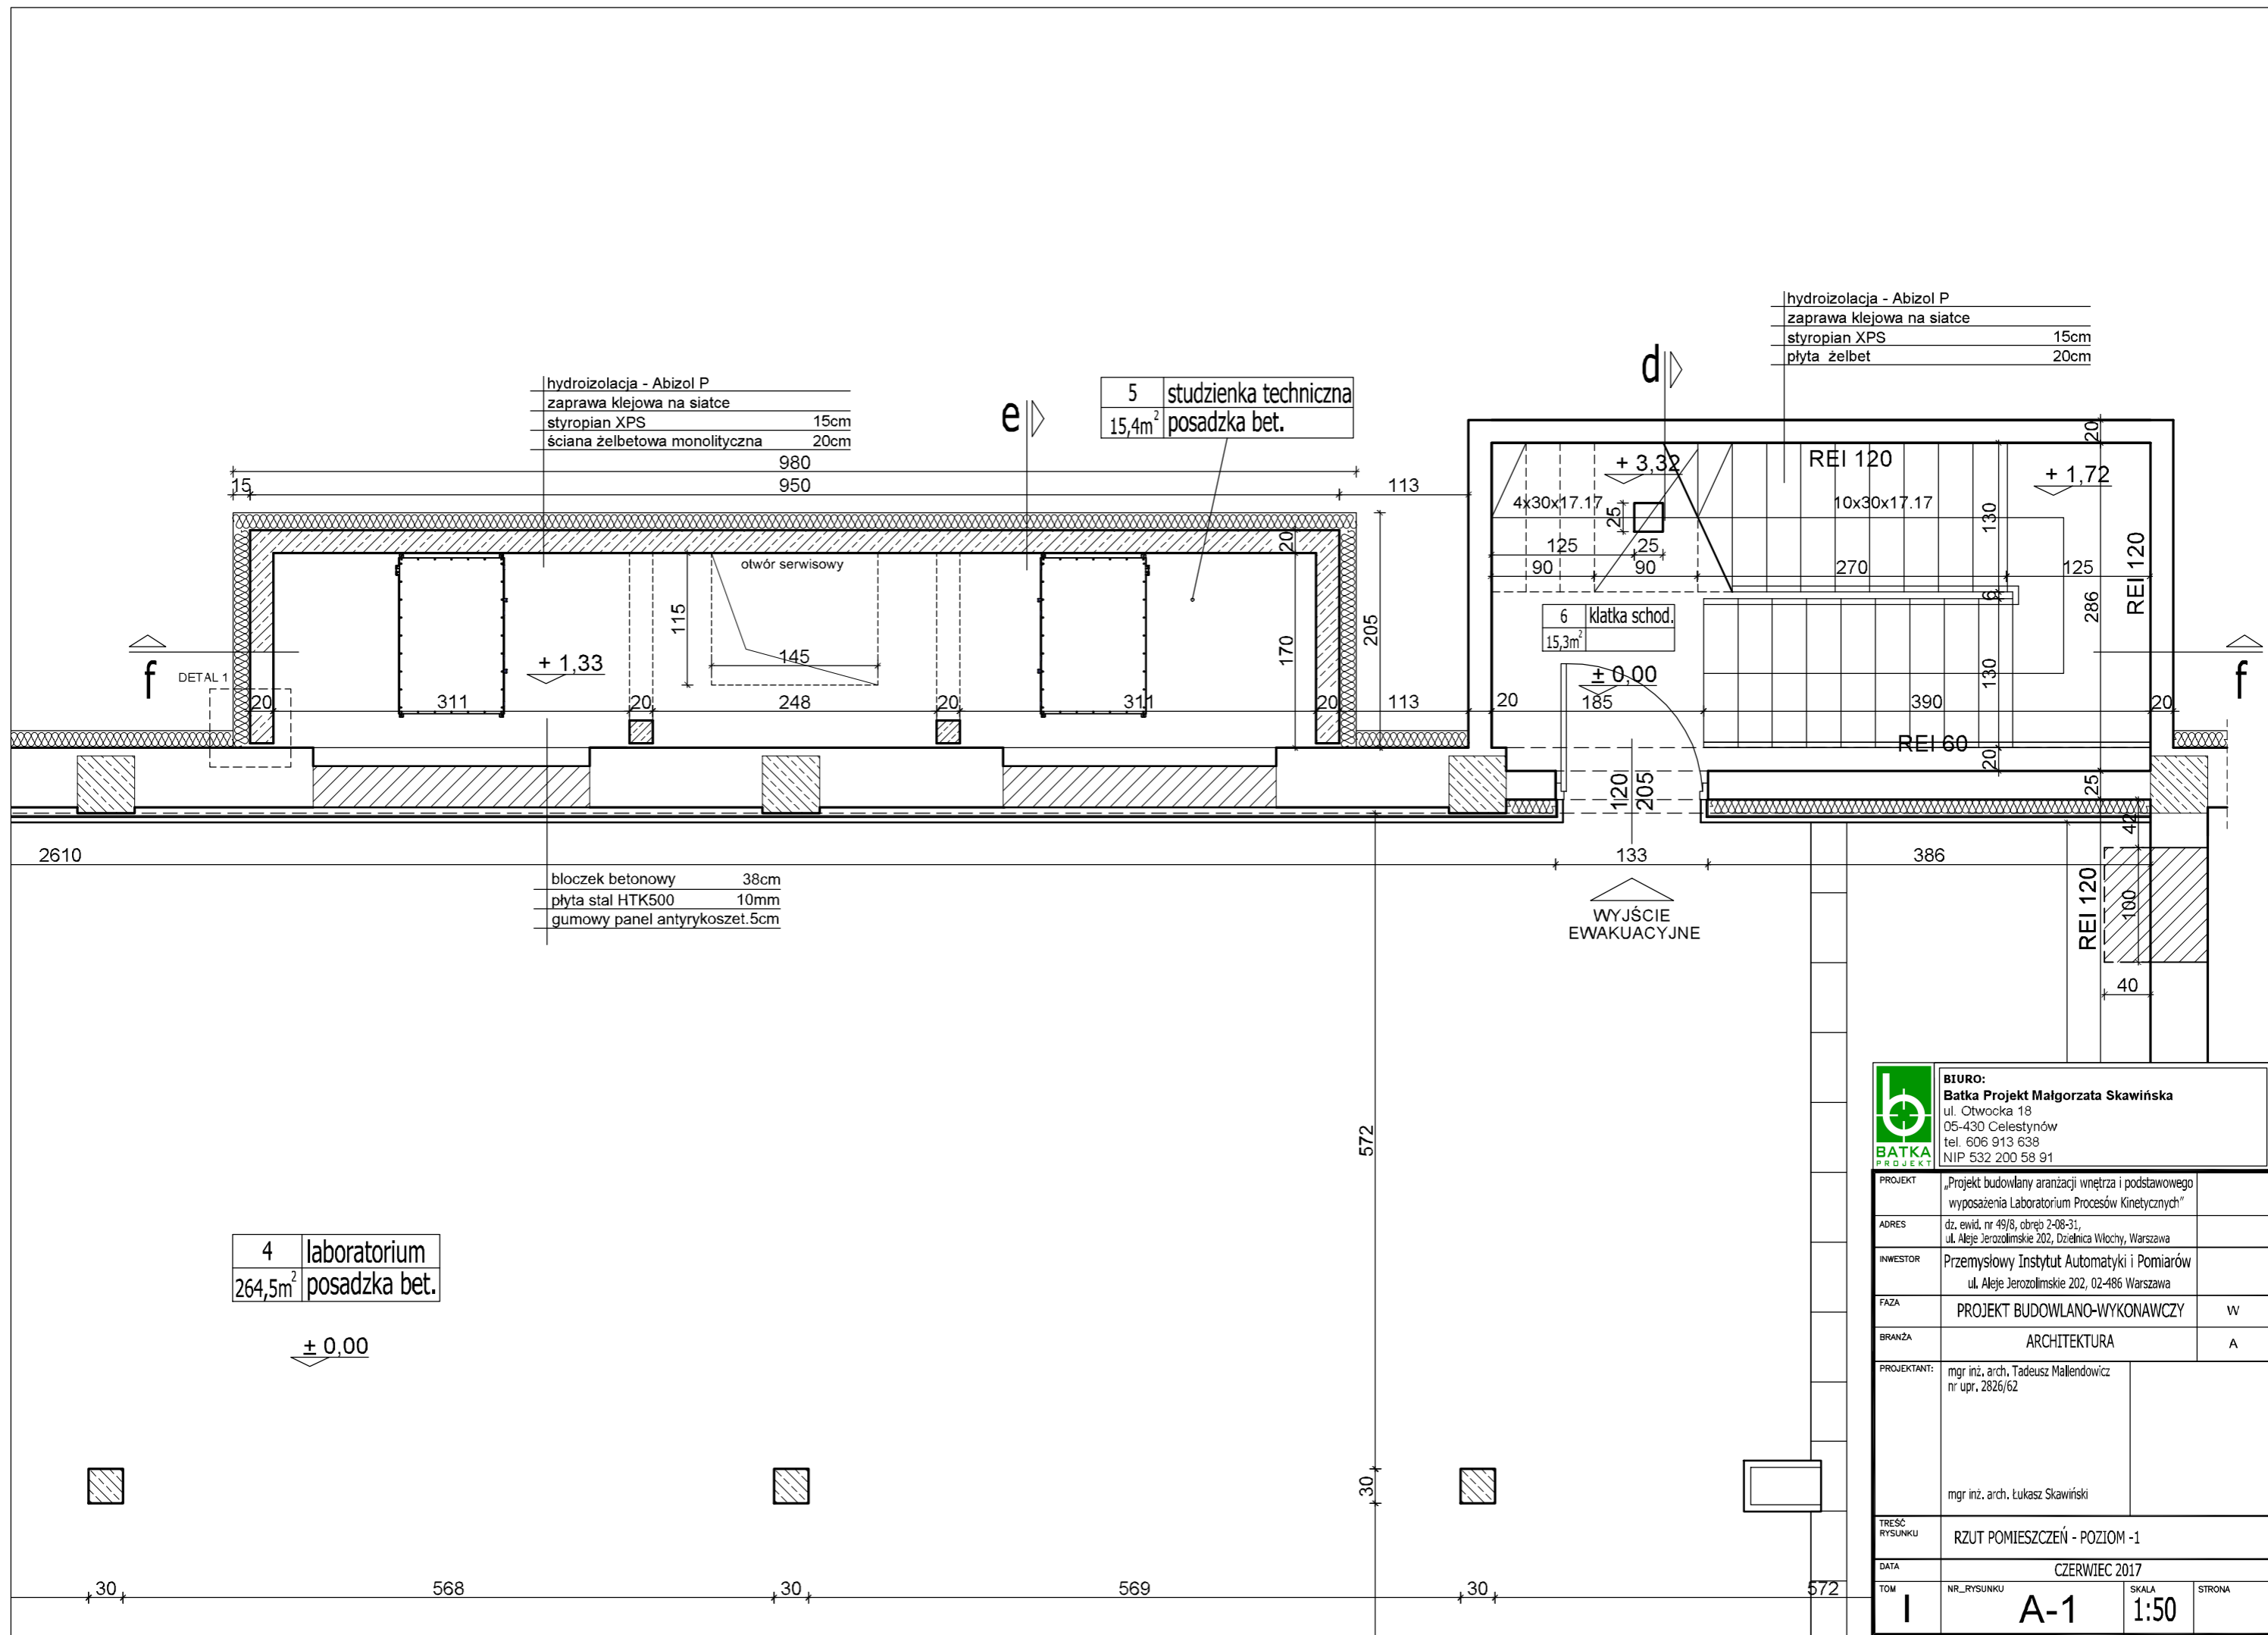 hydroizolacja - Abizol P
zaprawa klejowa na siatce
styropian XPS 15cm
płyta żelbet 20cm
d
hydroizolacja - Abizol P
zaprawa klejowa na siatce
styropian XPS 15cm
ściana żelbetowa monolityczna 20cm
e
5 studzienka techniczna
15,4m² posadzka bet.
980
15 950 113
20
REI 120
+ 3,32
+ 1,72
4x30x17.17
10x30x17.17
25
130
125 25
90 90 270 125
REI 120
286
6
20
otwór serwisowy
115
145
170
205
+ 1,33
f
DETAL 1
20 311 20 248 20 311 20 113 20 185 390 20
6 klatka schod.
15,3m²
± 0,00
130
f
REI 60
20
25
120
205
42
2610 133 386
bloczek betonowy 38cm
płyta stal HTK500 10mm
gumowy panel antyrykoszet.5cm
WYJŚCIE
EWAKUACYJNE
REI 120
100
40
572
4 laboratorium
264,5m² posadzka bet.
± 0,00
30
30 568 30 569 30 572
BATKA
PROJEKT
BIURO:
Batka Projekt Małgorzata Skawińska
ul. Otwocka 18
05-430 Celestynów
tel. 606 913 638
NIP 532 200 58 91
PROJEKT „Projekt budowlany aranżacji wnętrza i podstawowego
wyposażenia Laboratorium Procesów Kinetycznych”
ADRES dz. ewid. nr 49/8, obręb 2-08-31,
ul. Aleje Jerozolimskie 202, Dzielnica Włochy, Warszawa
INWESTOR Przemysłowy Instytut Automatyki i Pomiarów
ul. Aleje Jerozolimskie 202, 02-486 Warszawa
FAZA PROJEKT BUDOWLANO-WYKONAWCZY W
BRANŻA ARCHITEKTURA A
PROJEKTANT: mgr inż. arch. Tadeusz Mallendowicz
nr upr. 2826/62
mgr inż. arch. Łukasz Skawiński
TREŚĆ
RYSUNKU RZUT POMIESZCZEŃ - POZIOM -1
DATA CZERWIEC 2017
TOM NR_RYSUNKU SKALA STRONA
I A-1 1:50